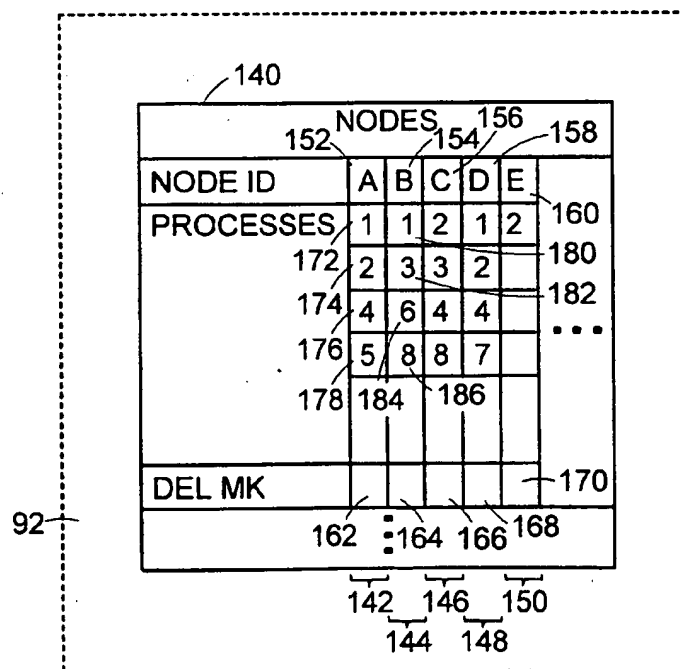 140
NODES
152 154 156 158
NODE ID A B C D E
160
PROCESSES 1 1 2 1 2
172 180
2 3 3 2
174 182
4 6 4 4
176
5 8 8 7
178 184 186
DEL MK 170
92
162 164 166 168
142 146 150
144 148